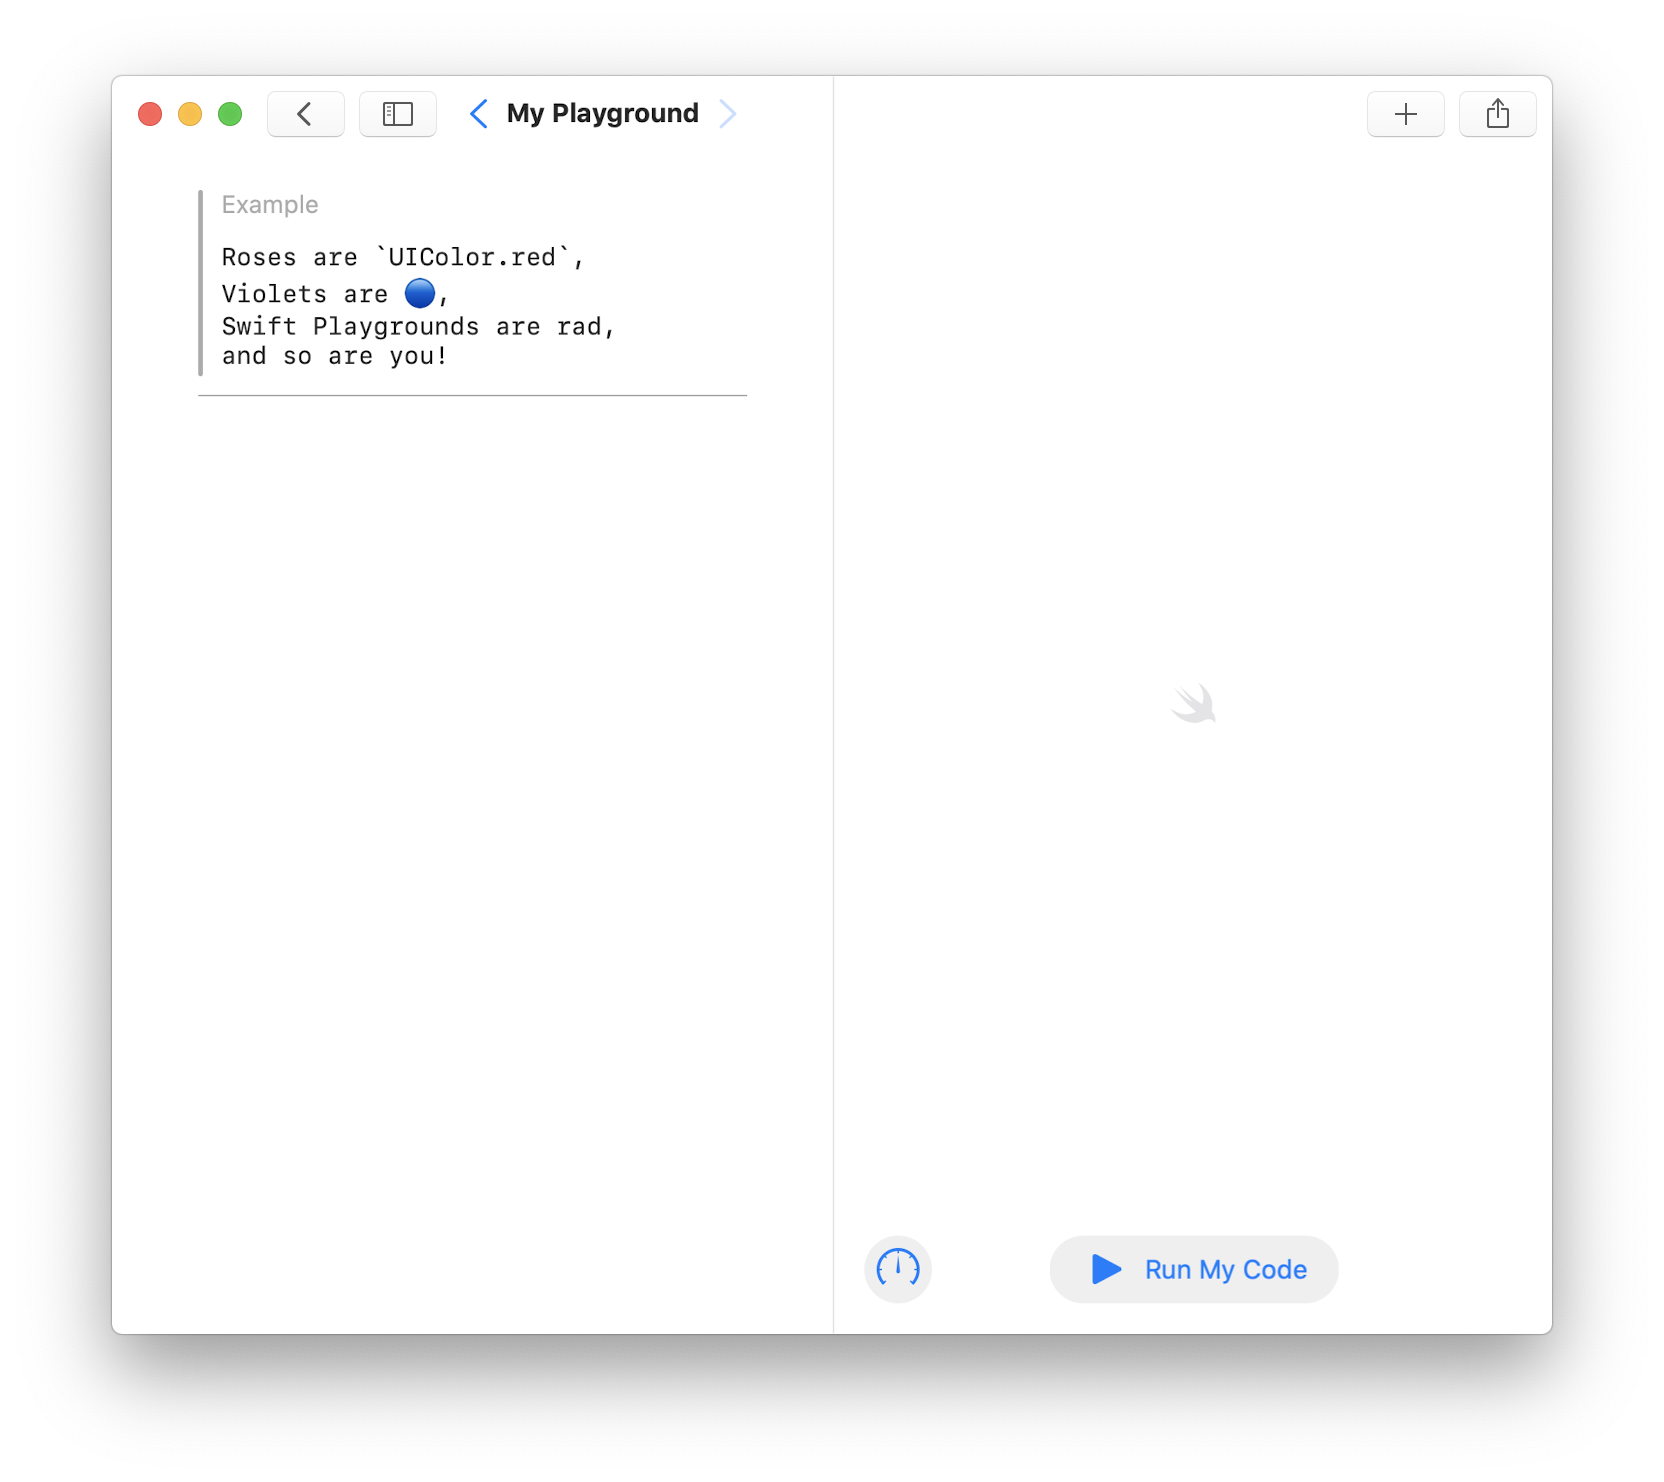 My Playground
Example
Roses are `UIColor.red`,
Violets are 🔵,
Swift Playgrounds are rad,
and so are you!
Run My Code